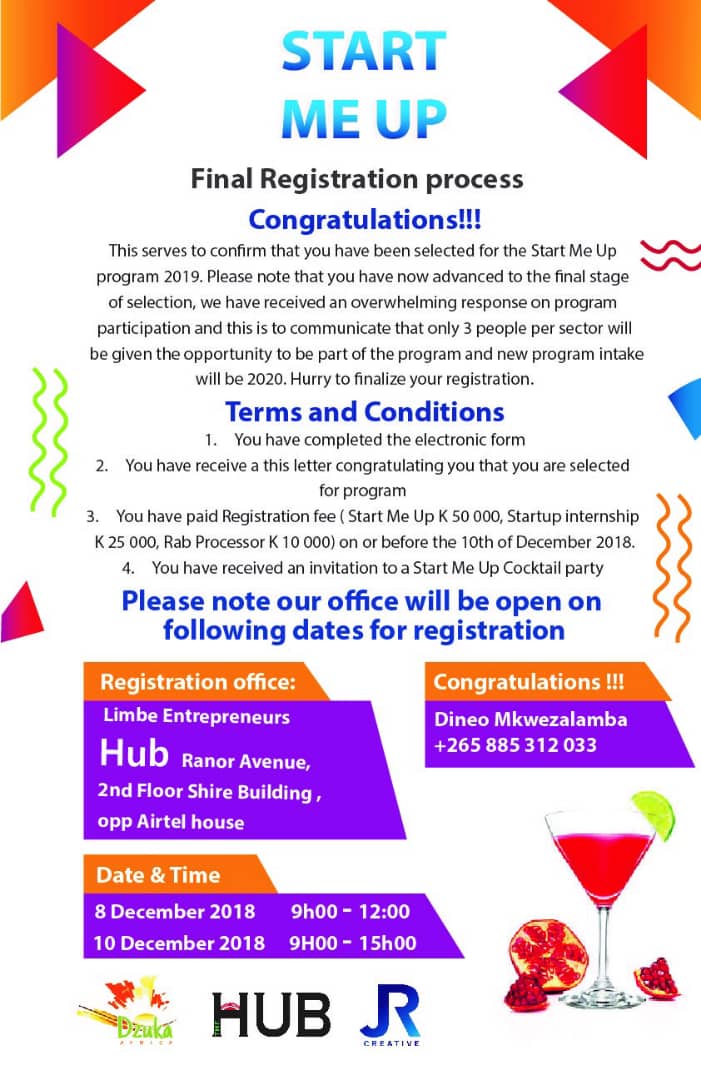 START
ME UP
Final Registration process
Congratulations!!!
This serves to confirm that you have been selected for the Start Me Up
program 2019. Please note that you have now advanced to the final stage
of selection, we have received an overwhelming response on program
participation and this is to communicate that only 3 people per sector will
be given the opportunity to be part of the program and new program intake
will be 2020. Hurry to finalize your registration.
Terms and Conditions
1. You have completed the electronic form
2. You have receive a this letter congratulating you that you are selected
for program
3. You have paid Registration fee ( Start Me Up K 50 000, Startup internship
K 25 000, Rab Processor K 10 000) on or before the 10th of December 2018.
4. You have received an invitation to a Start Me Up Cocktail party
Please note our office will be open on
following dates for registration
Registration office:
Limbe Entrepreneurs
Hub Ranor Avenue,
2nd Floor Shire Building ,
opp Airtel house
Congratulations !!!
Dineo Mkwezalamba
+265 885 312 033
Date & Time
8 December 2018 9h00 - 12:00
10 December 2018 9H00 - 15h00
Dzuka
AFRICA
THE HUB
JR
CREATIVE